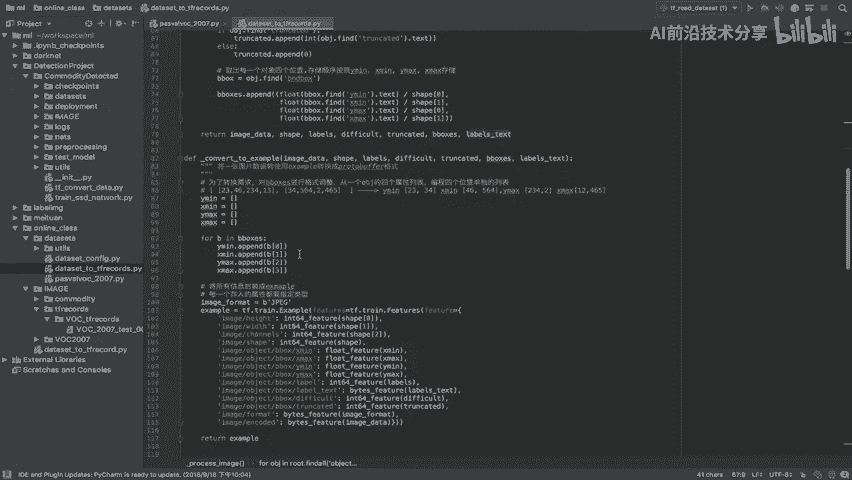 ml online_class datasets dataset_to_tfrecords.py
tf_read_dataset (1)
Project
pasvalvoc_2007.py
dataset_to_tfrecords.py
AI前沿技术分享 bilibili
ml ~/workspace/ml
.ipynb_checkpoints
darknet
DetectionProject
CommodityDetected
checkpoints
datasets
deployment
IMAGE
logs
nets
preprocessing
test_model
utils
__init__.py
tf_convert_data.py
train_ssd_network.py
labelimg
meituan
online_class
datasets
utils
dataset_config.py
dataset_to_tfrecords.py
pasvalvoc_2007.py
IMAGE
commodity
tfrecords
VOC_tfrecords
VOC_2007_test_0
VOC2007
dataset_to_tfrecord.py
External Libraries
Scratches and Consoles
truncated.append(int(obj.find('truncated').text))
else:
truncated.append(0)
# 取出每一个对象四个位置,存储顺序按照ymin, xmin, ymax, xmax存储
bbox = obj.find('bndbox')
bboxes.append((float(bbox.find('ymin').text) / shape[0],
float(bbox.find('xmin').text) / shape[1],
float(bbox.find('ymax').text) / shape[0],
float(bbox.find('xmax').text) / shape[1]))
return image_data, shape, labels, difficult, truncated, bboxes, labels_text
def _convert_to_example(image_data, shape, labels, difficult, truncated, bboxes, labels_text):
""" 将一张图片数据转使用example转换成protobuffer格式
"""
# 为了转换需求, 对bboxes进行格式调整, 从一个obj的四个属性列表, 编程四个位置单独的列表
# [ [23,46,234,13], [34,564,2,465] ] ----> ymin [23, 34] xmin [46, 564],ymax [234,2] xmax[12,465]
ymin = []
xmin = []
ymax = []
xmax = []
for b in bboxes:
ymin.append(b[0])
xmin.append(b[1])
ymax.append(b[2])
xmax.append(b[3])
# 将所有信息封装成exmaple
# 每一个存入的属性都要指定类型
image_format = b'JPEG'
example = tf.train.Example(features=tf.train.Features(feature={
'image/height': int64_feature(shape[0]),
'image/width': int64_feature(shape[1]),
'image/channels': int64_feature(shape[2]),
'image/shape': int64_feature(shape),
'image/object/bbox/xmin': float_feature(xmin),
'image/object/bbox/xmax': float_feature(xmax),
'image/object/bbox/ymin': float_feature(ymin),
'image/object/bbox/ymax': float_feature(ymax),
'image/object/bbox/label': int64_feature(labels),
'image/object/bbox/label_text': bytes_feature(labels_text),
'image/object/bbox/difficult': int64_feature(difficult),
'image/object/bbox/truncated': int64_feature(truncated),
'image/format': bytes_feature(image_format),
'image/encoded': bytes_feature(image_data)}))
return example
_process_image() for obj in root.findall('object...
IDE and Plugin Updates: PyCharm is ready to update. (2018/9/18 下午10:04)
41 chars 57:9 LF: UTF-8